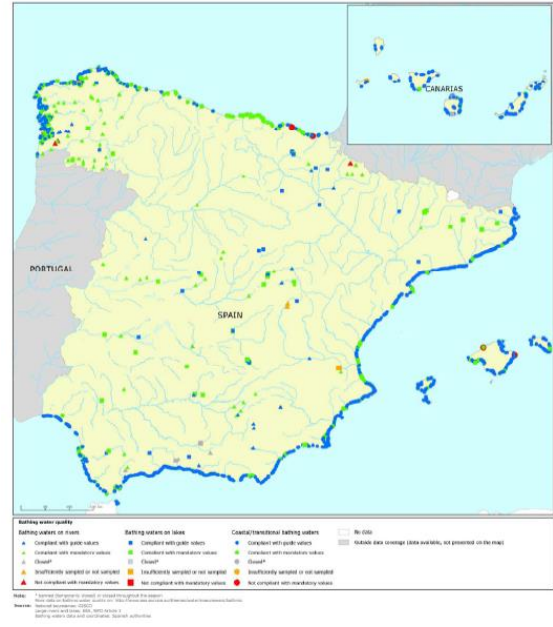 CANARIAS
PORTUGAL
SPAIN
Bathing water quality
Bathing waters on rivers
Compliant with guide values
Compliant with mandatory values
Closed*
Insufficiently sampled or not sampled
Not compliant with mandatory values
Bathing waters on lakes
Compliant with guide values
Compliant with mandatory values
Closed*
Insufficiently sampled or not sampled
Not compliant with mandatory values
Coastal/transitional bathing waters
Compliant with guide values
Compliant with mandatory values
Closed*
Insufficiently sampled or not sampled
Not compliant with mandatory values
No data
Outside data coverage (data available, not presented on the map)
Note:
Source: